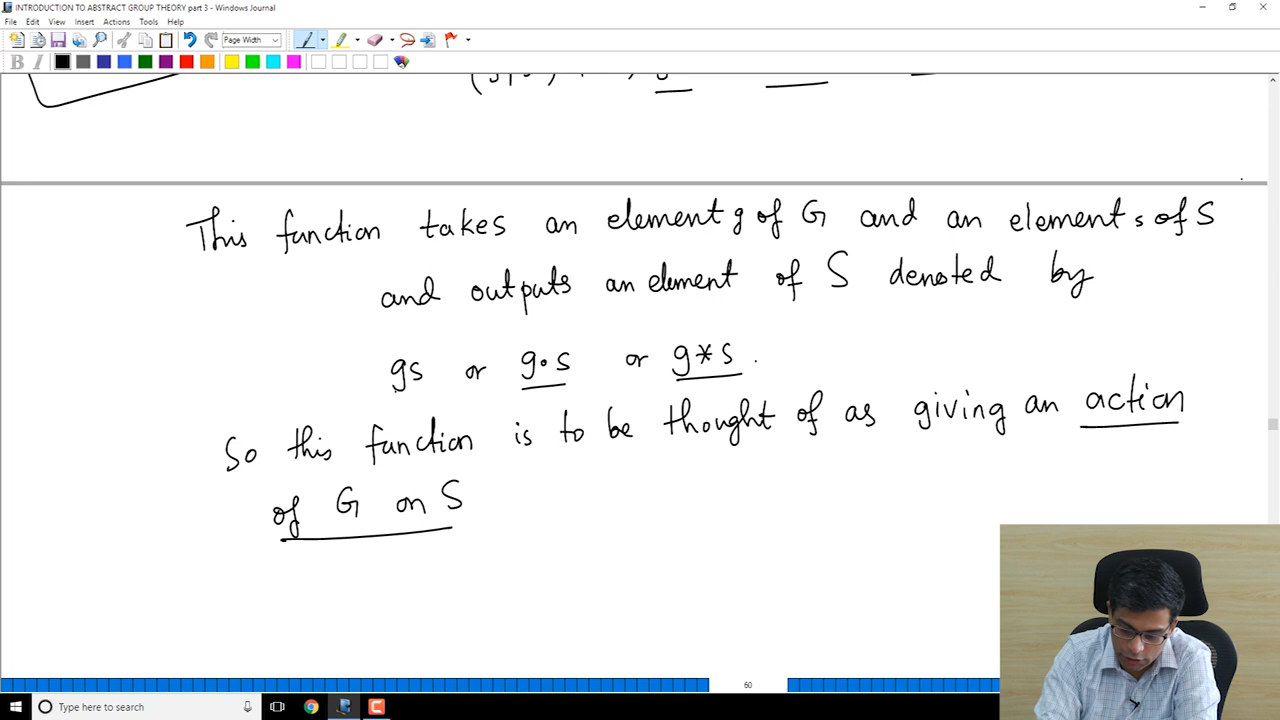 INTRODUCTION TO ABSTRACT GROUP THEORY part 3 - Windows Journal
File Edit View Insert Actions Tools Help
Page Width
B I
This function takes an element g of G and an element s of S
and outputs an element of S denoted by
gs or g•s or g*s.
So this function is to be thought of as giving an action
of G on S
60
Type here to search